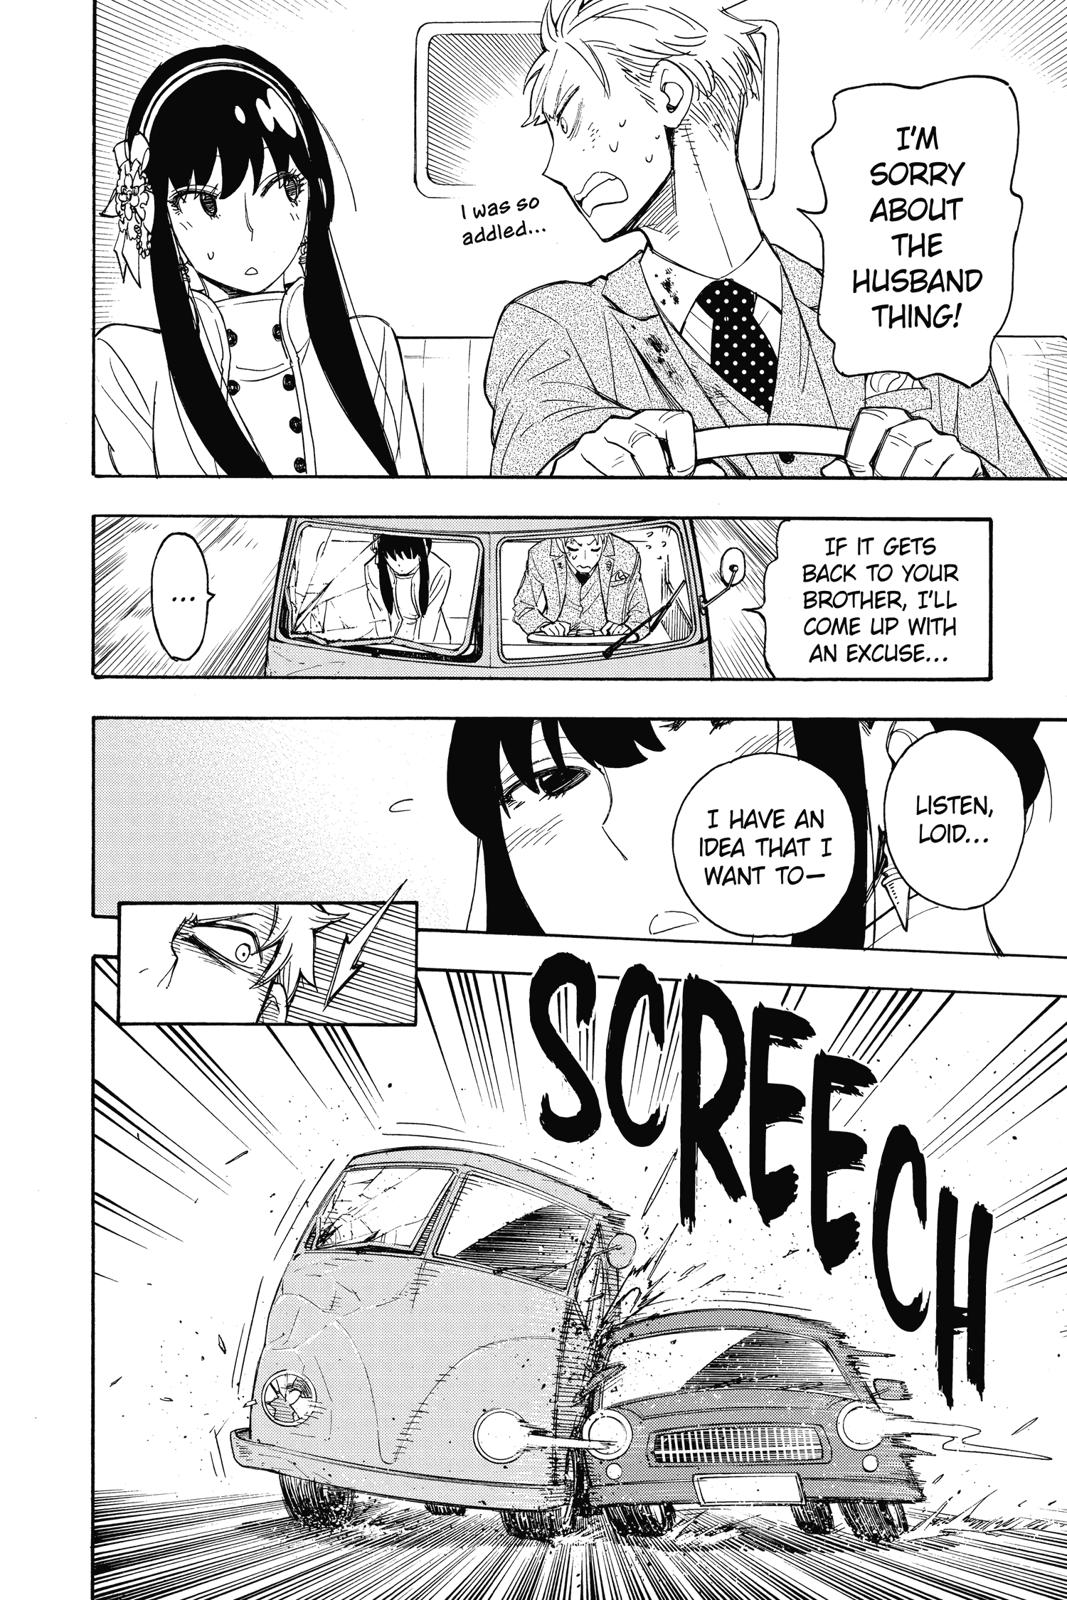 I'M
SORRY
ABOUT
THE
HUSBAND
THING!
I was so
addled...
IF IT GETS
BACK TO YOUR
BROTHER, I'LL
COME UP WITH
AN EXCUSE...
...
LISTEN,
LOID...
I HAVE AN
IDEA THAT I
WANT TO—
SCREECH